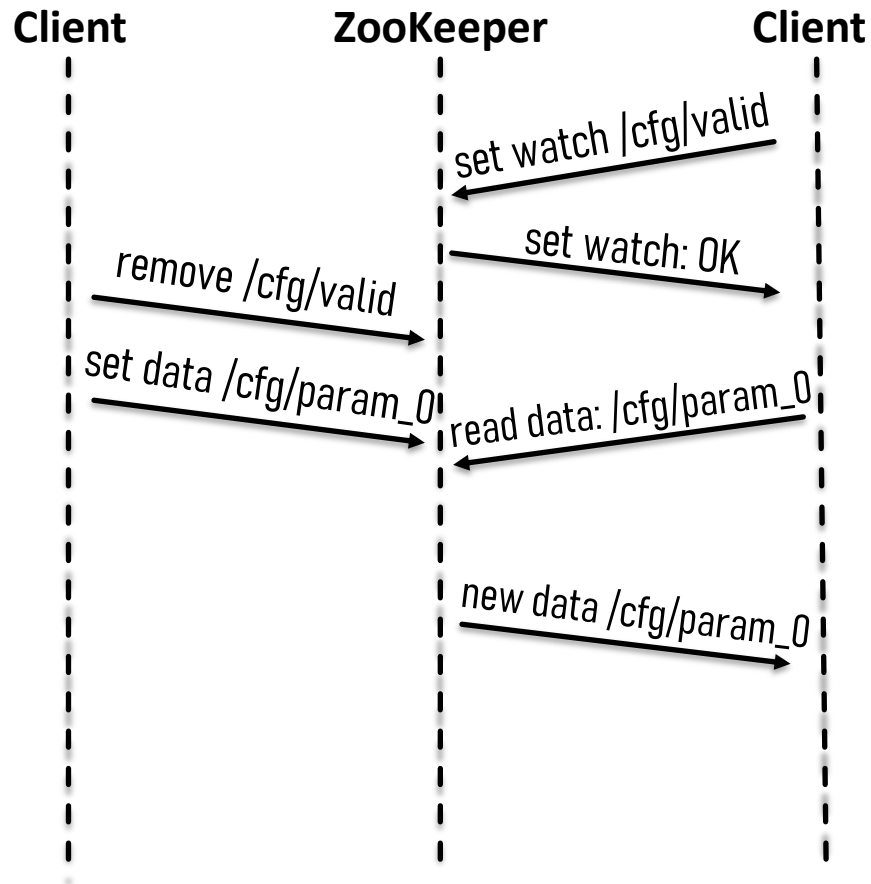 Client
ZooKeeper
Client
set watch /cfg/valid
set watch: OK
remove /cfg/valid
set data /cfg/param_0
read data: /cfg/param_0
new data /cfg/param_0